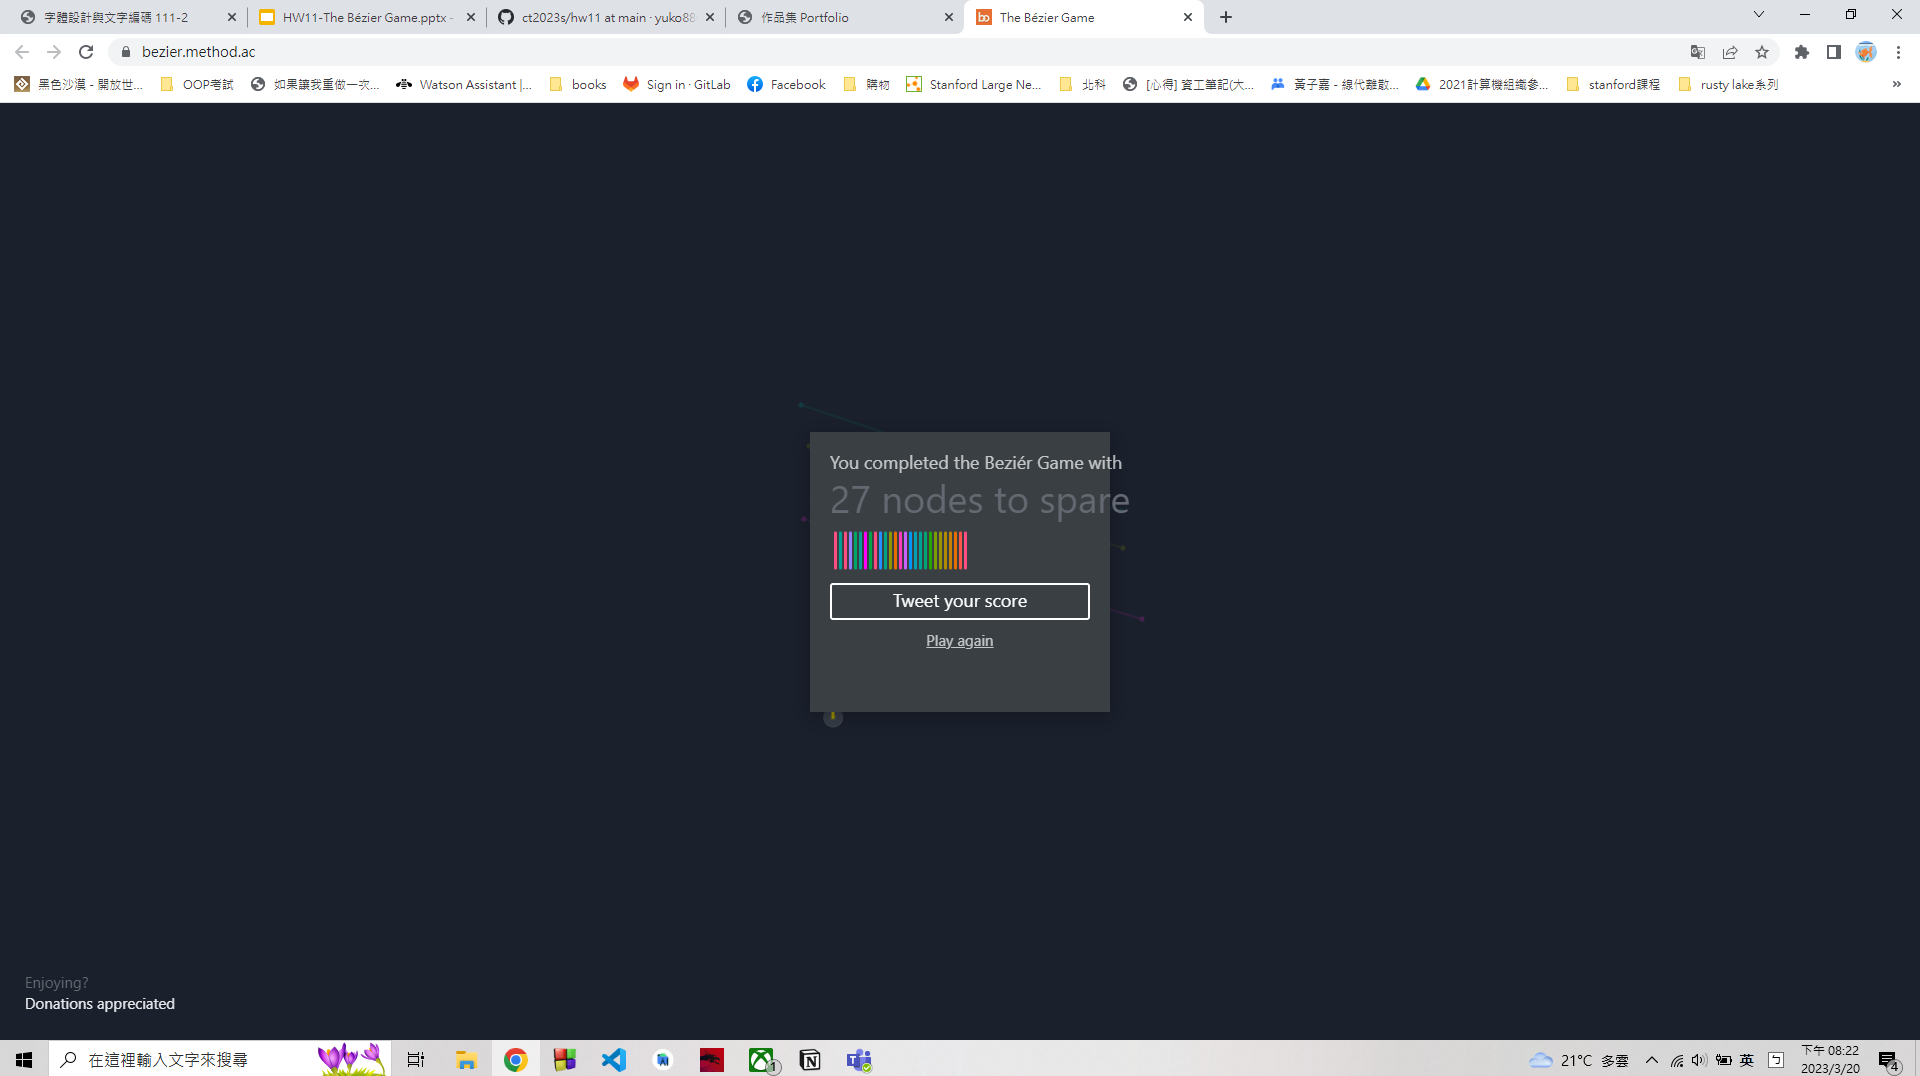 字體設計與文字編碼 111-2
HW11-The Bézier Game.pptx -
ct2023s/hw11 at main · yuko88
作品集 Portfolio
The Bézier Game
bezier.method.ac
黑色沙漠 - 開放世...
OOP考試
如果讓我重做一次...
Watson Assistant |...
books
Sign in · GitLab
Facebook
購物
Stanford Large Ne...
北科
[心得] 資工筆記(大...
黃子嘉 - 線代離散...
2021計算機組織參...
stanford課程
rusty lake系列
You completed the Beziér Game with
27 nodes to spare
Tweet your score
Play again
Enjoying?
Donations appreciated
在這裡輸入文字來搜尋
1
21°C 多雲
英
下午 08:22
2023/3/20
4